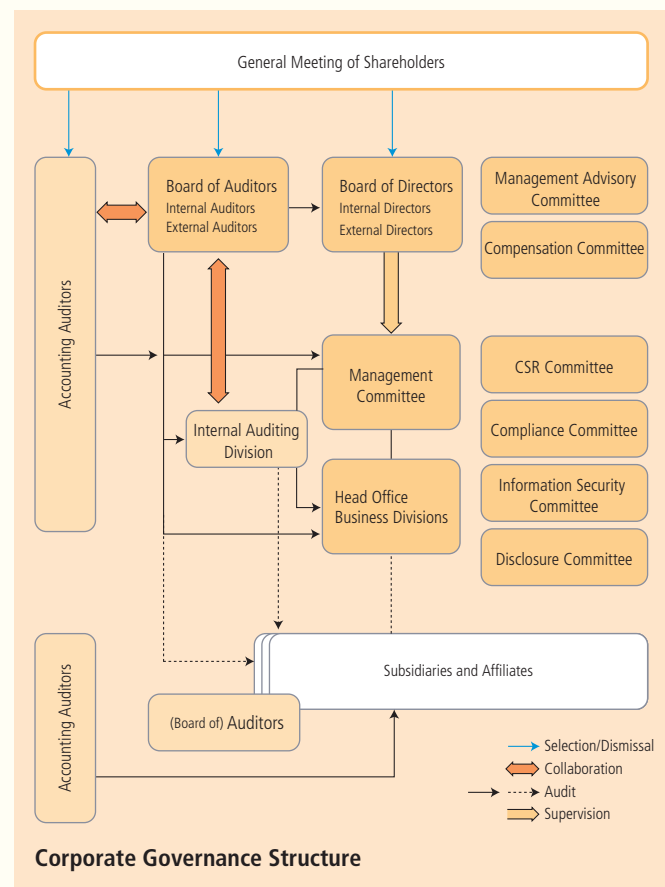 General Meeting of Shareholders
Accounting Auditors
Board of Auditors
Internal Auditors
External Auditors
Board of Directors
Internal Directors
External Directors
Management Advisory
Committee
Compensation Committee
Management
Committee
CSR Committee
Internal Auditing
Division
Compliance Committee
Head Office
Business Divisions
Information Security
Committee
Disclosure Committee
Accounting Auditors
Subsidiaries and Affiliates
(Board of) Auditors
Selection/Dismissal
Collaboration
Audit
Supervision
Corporate Governance Structure